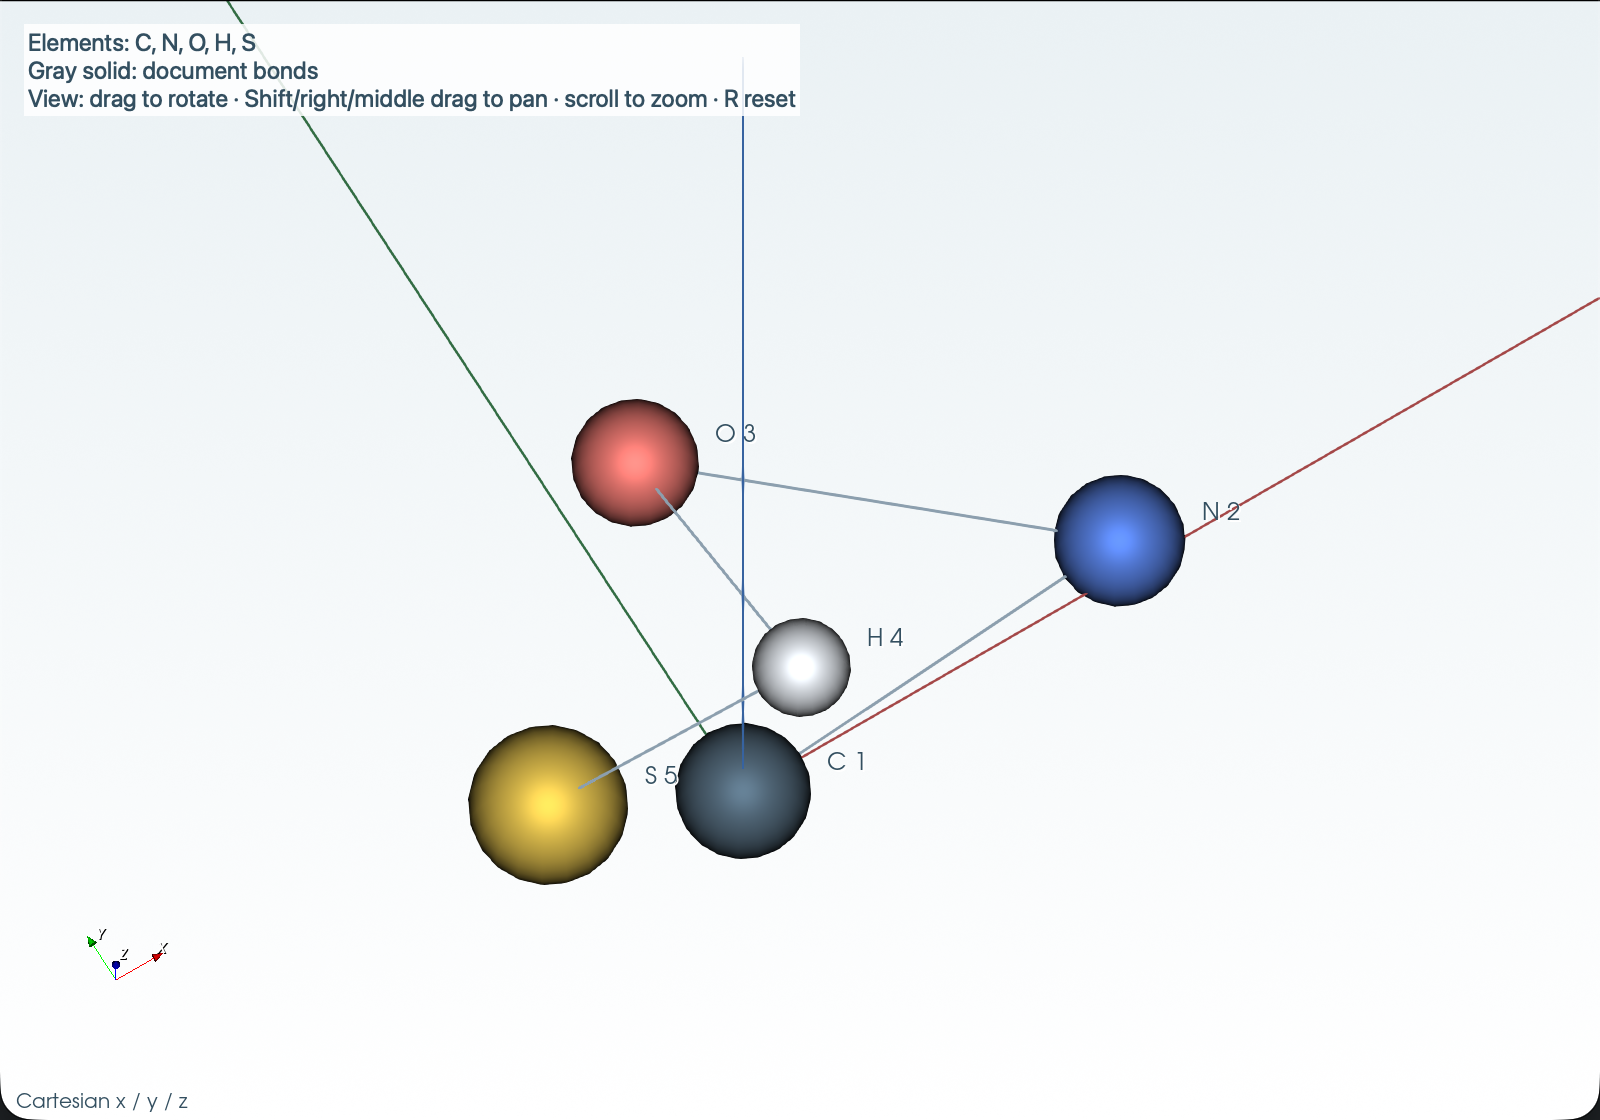 Elements: C, N, O, H, S
Gray solid: document bonds
View: drag to rotate · Shift/right/middle drag to pan · scroll to zoom · R reset
O 3
N 2
H 4
C 1
S 5
Y
Z
X
Cartesian x / y / z